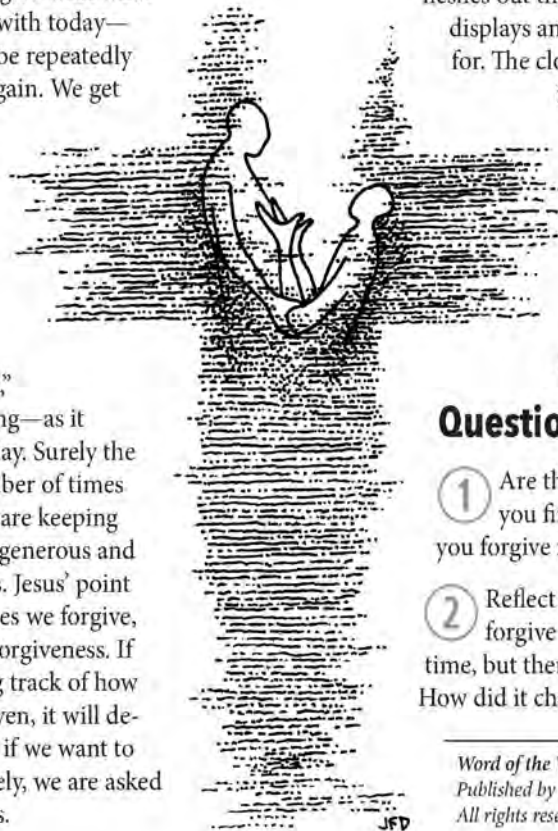 with today—
be repeatedly
gain. We get
”
ng—as it
ay. Surely the
ber of times
are keeping
generous and
s. Jesus’ point
es we forgive,
orgiveness. If
g track of how
ven, it will de-
if we want to
ely, we are asked
s.
displays an
for. The clo
Questio
1 Are th
you fi
you forgive
2 Reflect
forgive
time, but the
How did it ch
Word of the
Published by
All rights rese
JFD